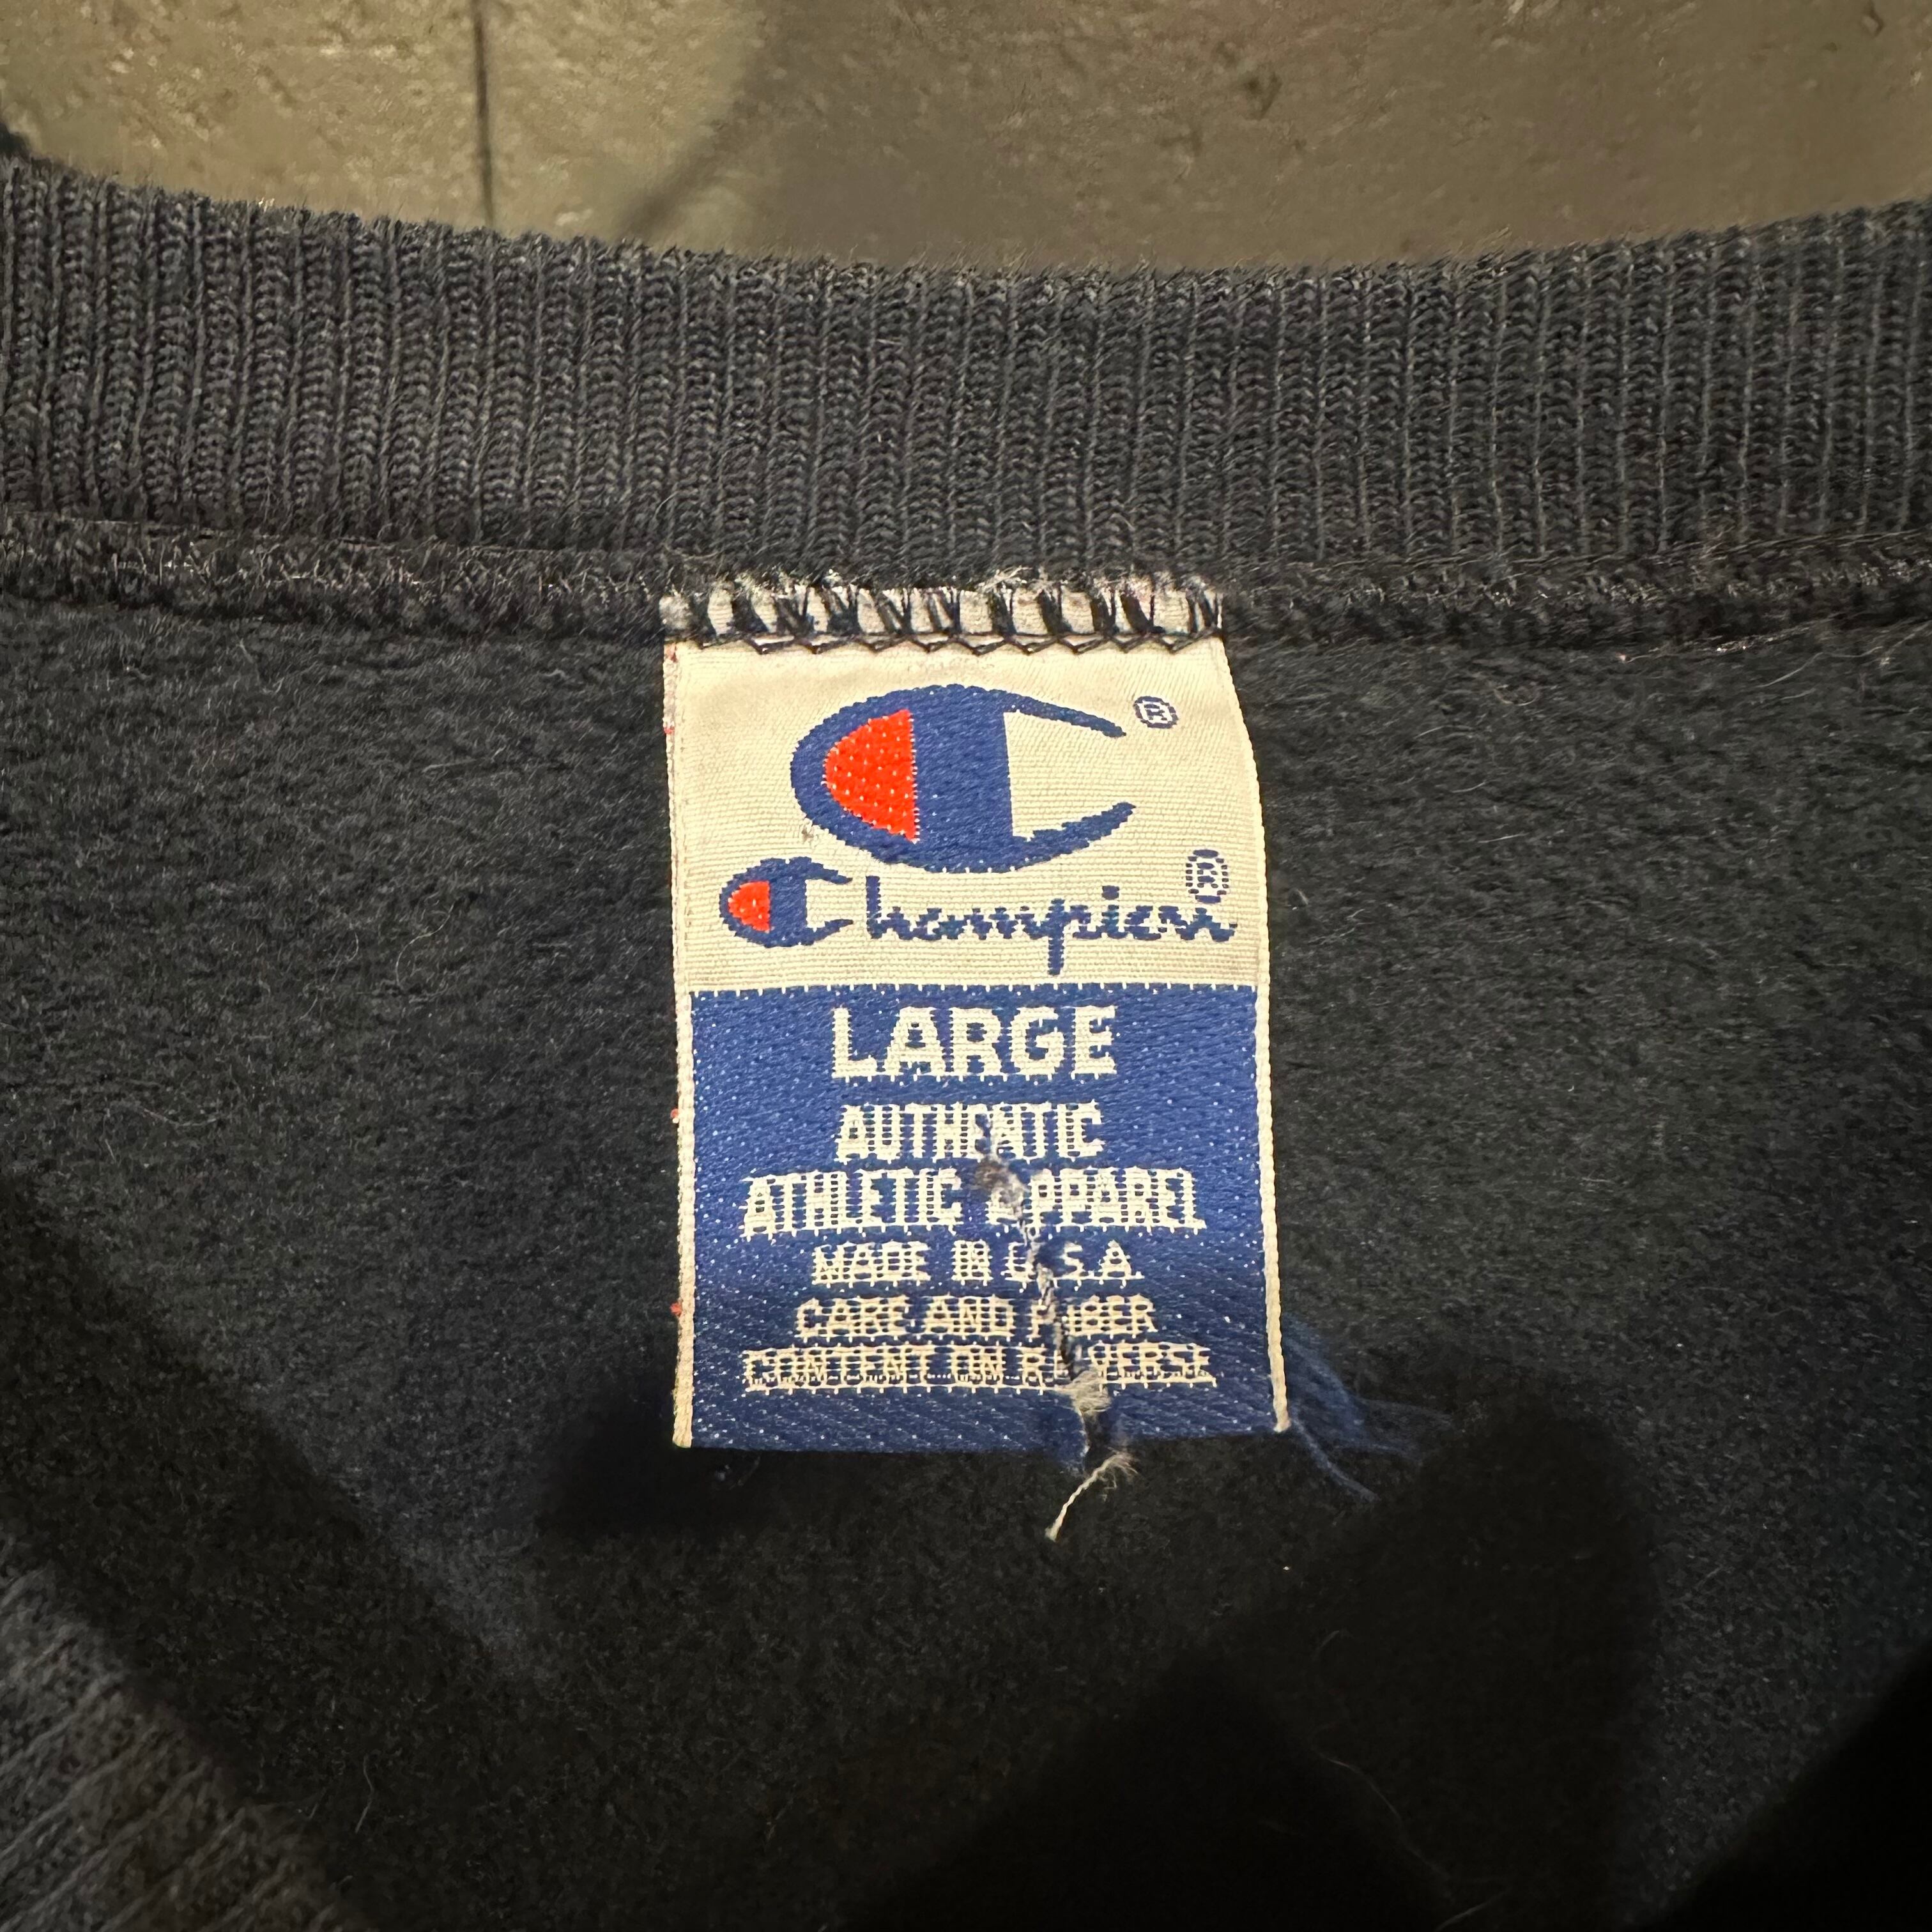 ®
Champion®
LARGE
AUTHENTIC
ATHLETIC APPAREL
MADE IN U.S.A.
CARE AND FIBER
CONTENT ON REVERSE